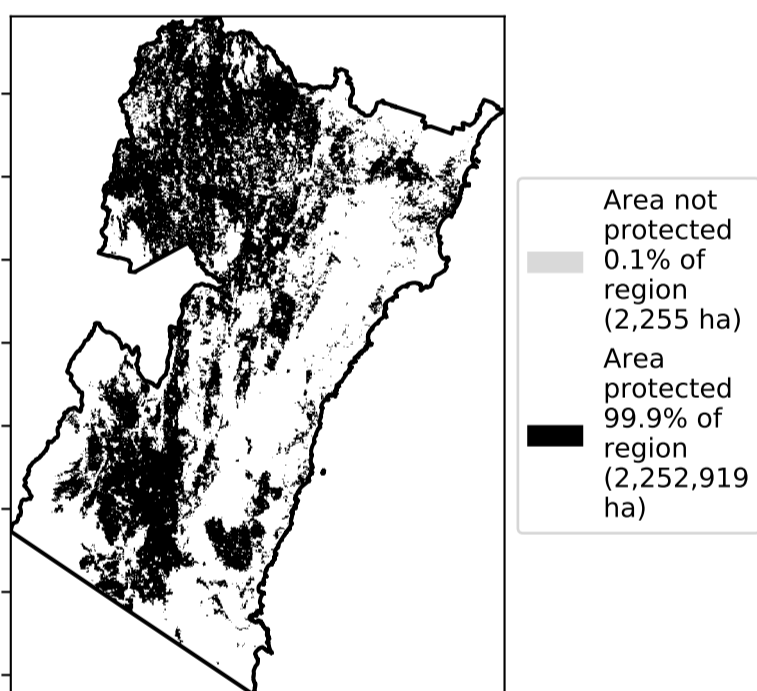 Area not
protected
0.1% of
region
(2,255 ha)
Area
protected
99.9% of
region
(2,252,919
ha)